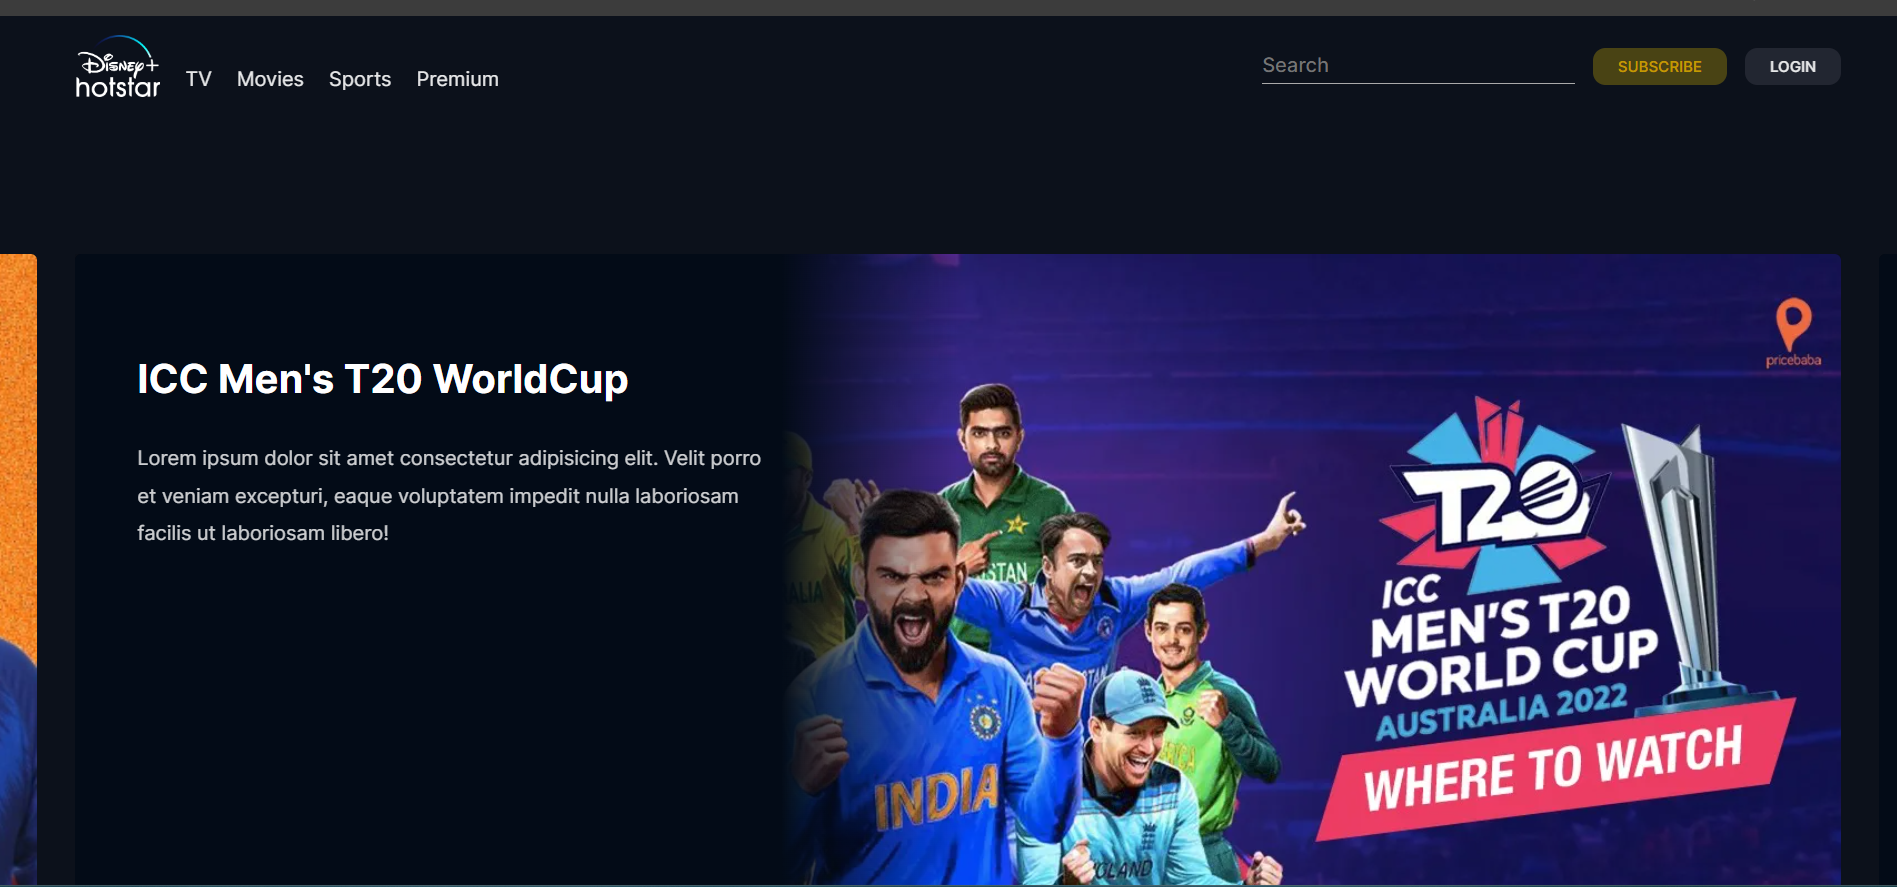 Disney+
hotstar
TV Movies Sports Premium
Search
SUBSCRIBE
LOGIN
ICC Men's T20 WorldCup
Lorem ipsum dolor sit amet consectetur adipisicing elit. Velit porro
et veniam excepturi, eaque voluptatem impedit nulla laboriosam
facilis ut laboriosam libero!
pricebaba
T20
ICC
MEN'S T20
WORLD CUP
AUSTRALIA 2022
WHERE TO WATCH
INDIA